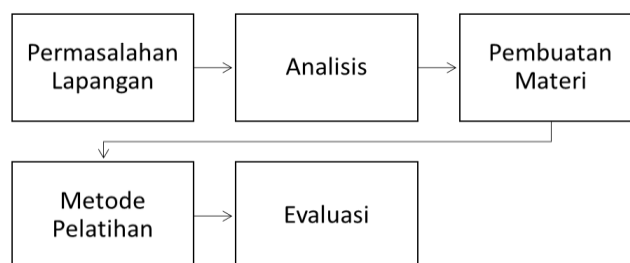 Permasalahan
Lapangan
Analisis
Pembuatan
Materi
Metode
Pelatihan
Evaluasi